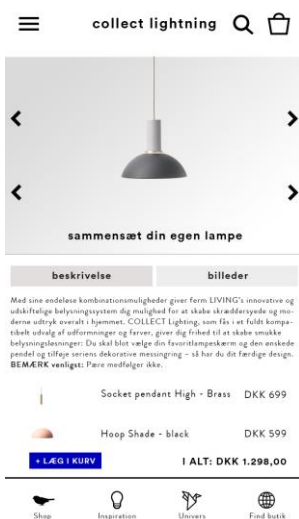 collect lightning
sammensæt din egen lampe
beskrivelse
billeder
Med sine endeløse kombinationsmuligheder giver ferm LIVING's innovative og
udskiftelige belysningssystem dig mulighed for at skabe skræddersyede og mo-
derne udtryk overalt i hjemmet. COLLECT Lighting, som fås i et fuldt kompa-
tibelt udvalg af udformninger og farver, giver dig frihed til at skabe smukke
belysningsløsninger: Du skal blot vælge din favoritlampeskærm og den ønskede
pendel og tilføje seriens dekorative messingring – så har du dit færdige design.
BEMÆRK venligst: Pære medfølger ikke.
Socket pendant High - Brass DKK 699
Hoop Shade - black DKK 599
+ LÆG I KURV
I ALT: DKK 1.298,00
Shop
Inspiration
Univers
Find butik